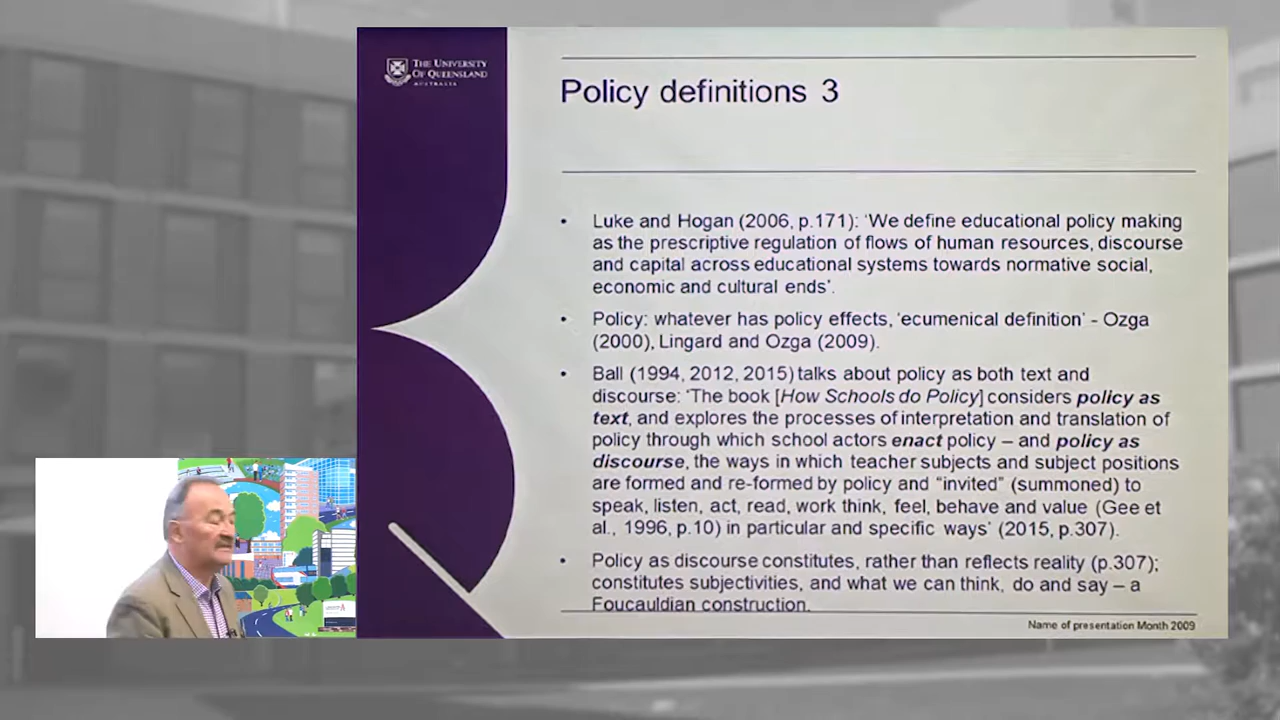 THE UNIVERSITY
OF QUEENSLAND
AUSTRALIA
Policy definitions 3
• Luke and Hogan (2006, p.171): ‘We define educational policy making
as the prescriptive regulation of flows of human resources, discourse
and capital across educational systems towards normative social,
economic and cultural ends’.
• Policy: whatever has policy effects, ‘ecumenical definition’ - Ozga
(2000), Lingard and Ozga (2009).
• Ball (1994, 2012, 2015) talks about policy as both text and
discourse: ‘The book [How Schools do Policy] considers policy as
text, and explores the processes of interpretation and translation of
policy through which school actors enact policy – and policy as
discourse, the ways in which teacher subjects and subject positions
are formed and re-formed by policy and “invited” (summoned) to
speak, listen, act, read, work think, feel, behave and value (Gee et
al., 1996, p.10) in particular and specific ways’ (2015, p.307).
• Policy as discourse constitutes, rather than reflects reality (p.307);
constitutes subjectivities, and what we can think, do and say – a
Foucauldian construction.
Name of presentation Month 2009